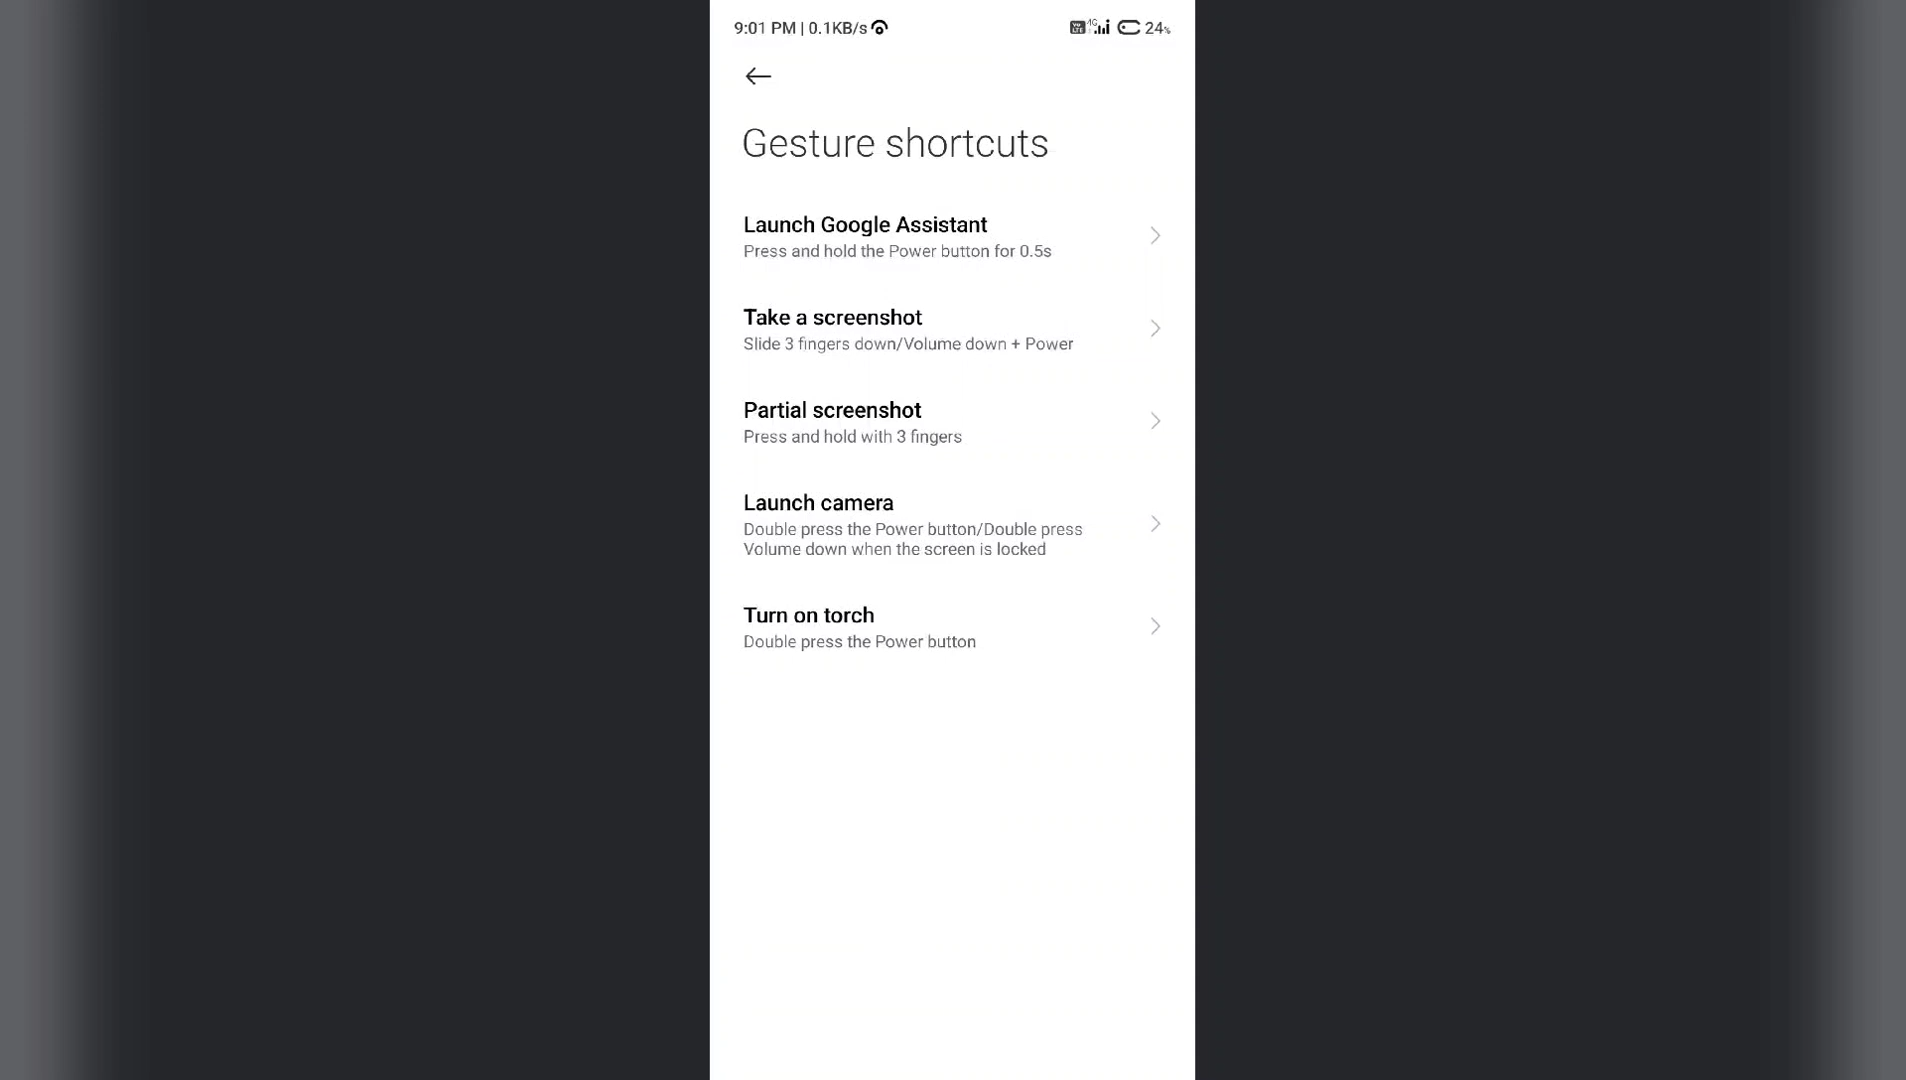 9:01 PM | 0.1KB/s 4G 24%
Gesture shortcuts
Launch Google Assistant
Press and hold the Power button for 0.5s
Take a screenshot
Slide 3 fingers down/Volume down + Power
Partial screenshot
Press and hold with 3 fingers
Launch camera
Double press the Power button/Double press
Volume down when the screen is locked
Turn on torch
Double press the Power button